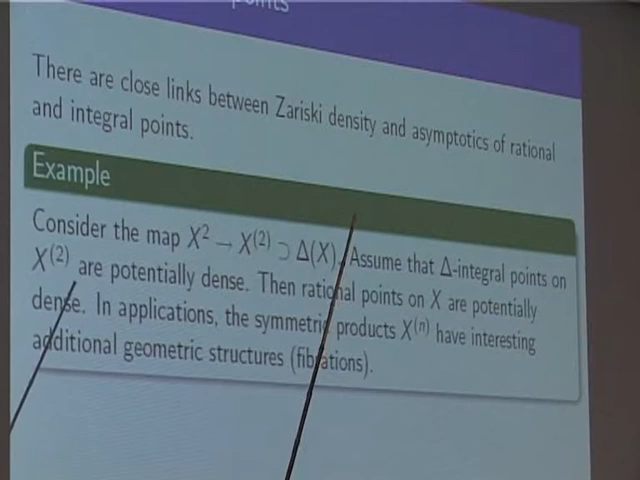 points
There are close links between Zariski density and asymptotics of rational
and integral points.
Example
Consider the map X² → X⁽²⁾ ⊃ Δ(X). Assume that Δ-integral points on
X⁽²⁾ are potentially dense. Then rational points on X are potentially
dense. In applications, the symmetric products X⁽ⁿ⁾ have interesting
additional geometric structures (fibrations).